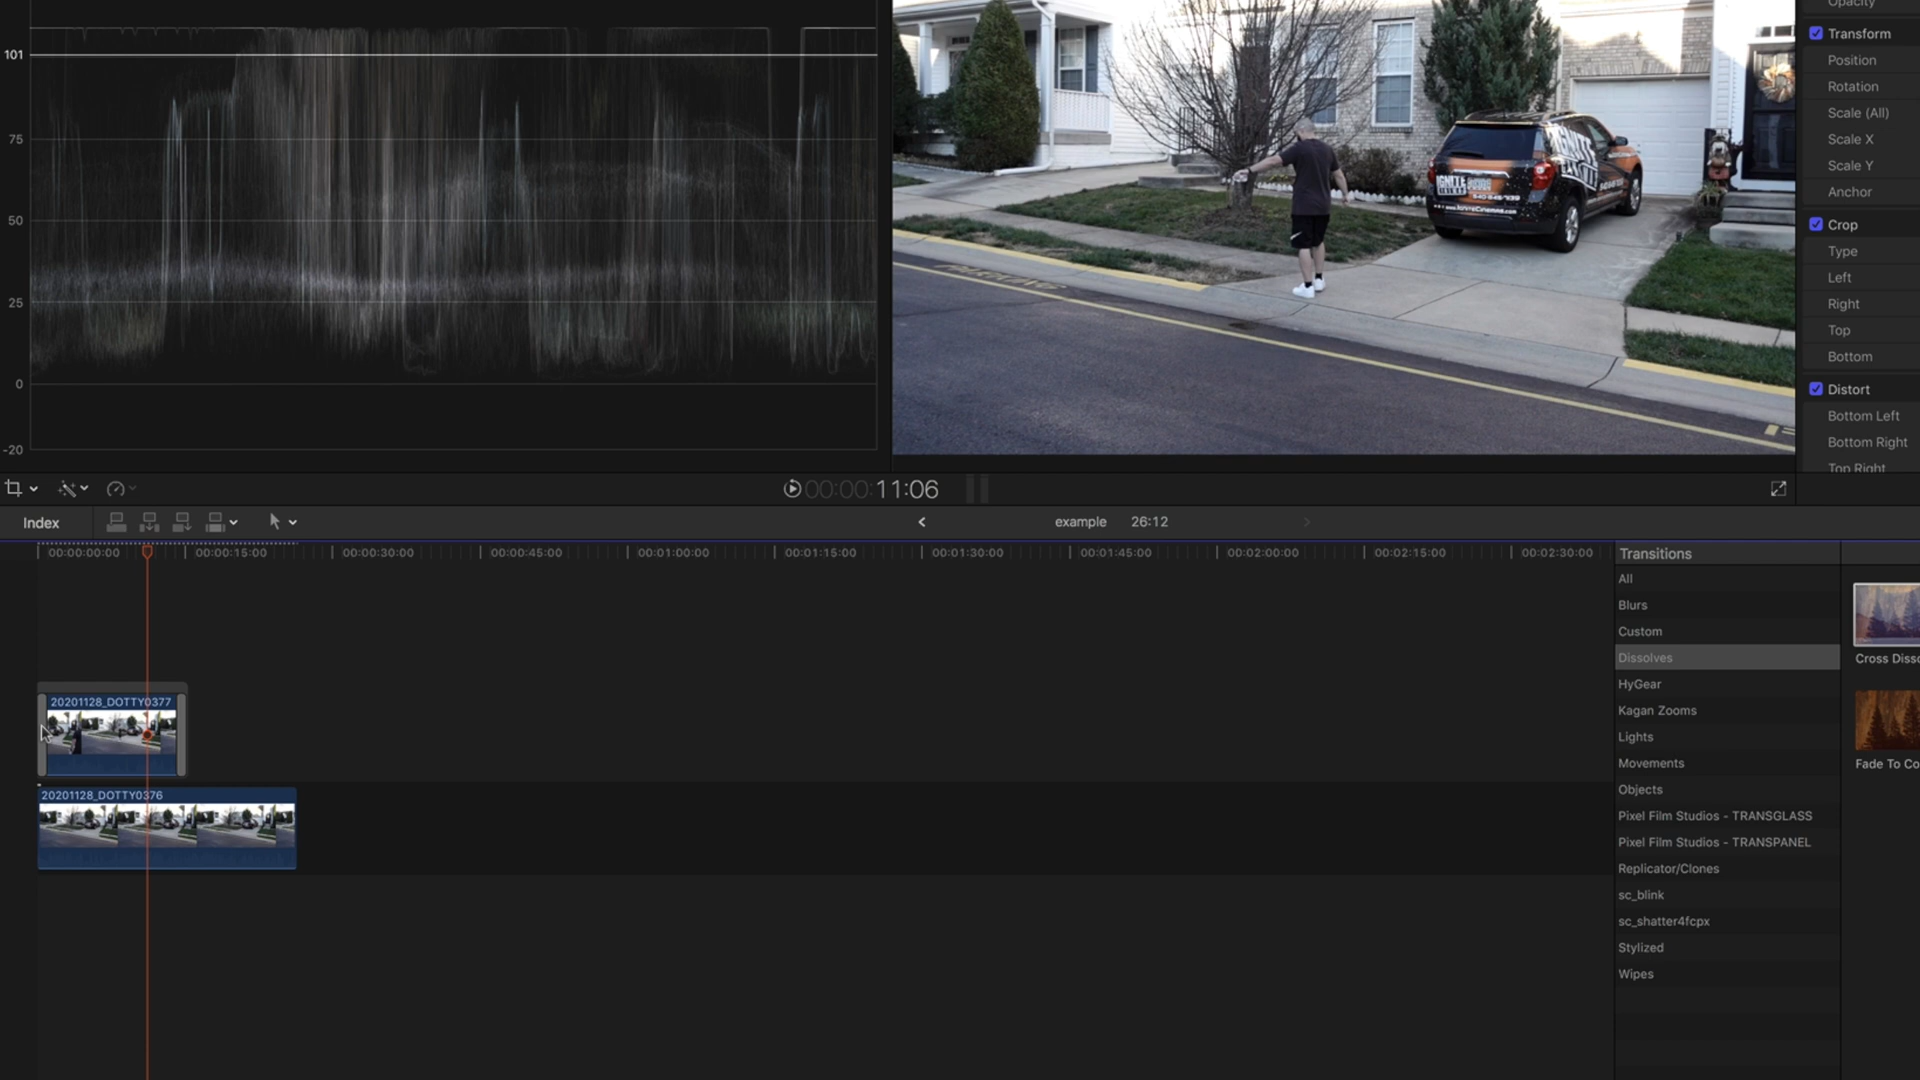 101
75
50
25
0
-20
IGNITE
www.IgniteCinemas.com
Opacity
Transform
Position
Rotation
Scale (All)
Scale X
Scale Y
Anchor
Crop
Type
Left
Right
Top
Bottom
Distort
Bottom Left
Bottom Right
Top Right
00:00:11:06
Index
example 26:12
00:00:00:00 00:00:15:00 00:00:30:00 00:00:45:00 00:01:00:00 00:01:15:00 00:01:30:00 00:01:45:00 00:02:00:00 00:02:15:00 00:02:30:00
20201128_DOTTY0377
20201128_DOTTY0376
Transitions
All
Blurs
Custom
Dissolves
HyGear
Kagan Zooms
Lights
Movements
Objects
Pixel Film Studios - TRANSGLASS
Pixel Film Studios - TRANSPANEL
Replicator/Clones
sc_blink
sc_shatter4fcpx
Stylized
Wipes
Cross Disso
Fade To Co